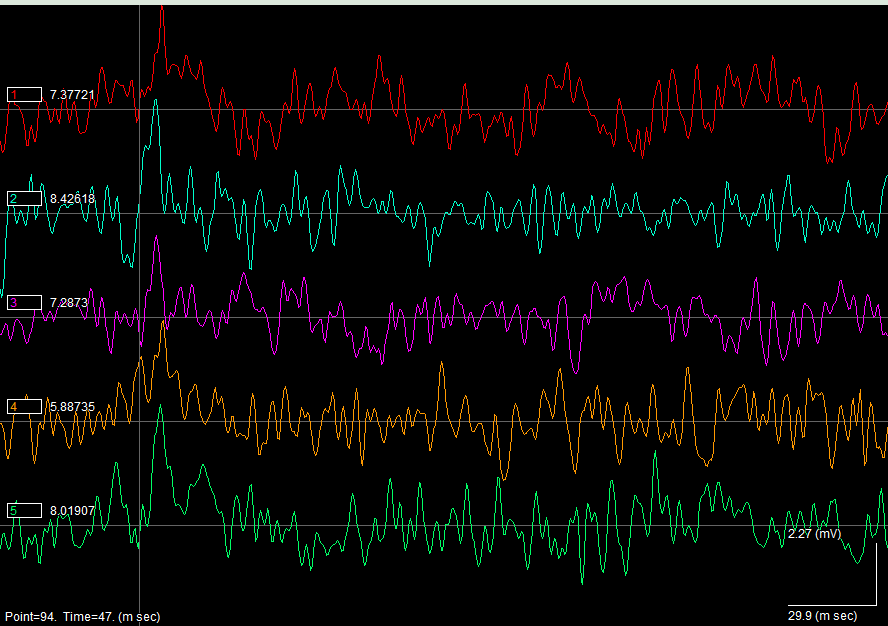 1 7.37721
2 8.42618
3 7.2873
4 5.88735
5 8.01907
2.27 (mV)
Point=94. Time=47. (m sec)
29.9 (m sec)